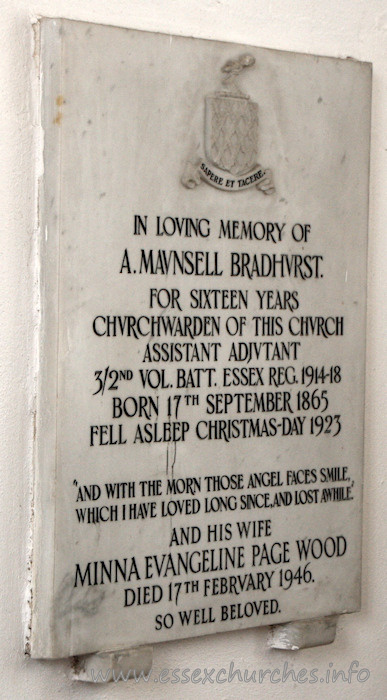 SAPERE ET TACERE.
IN LOVING MEMORY OF
A. MAVNSELL BRADHVRST.
FOR SIXTEEN YEARS
CHVRCHWARDEN OF THIS CHVRCH
ASSISTANT ADJVTANT
3/2ND VOL. BATT. ESSEX REG. 1914-18
BORN 17TH SEPTEMBER 1865
FELL ASLEEP CHRISTMAS-DAY 1923
"AND WITH THE MORN THOSE ANGEL FACES SMILE,
WHICH I HAVE LOVED LONG SINCE, AND LOST AWHILE."
AND HIS WIFE
MINNA EVANGELINE PAGE WOOD
DIED 17TH FEBRVARY 1946.
SO WELL BELOVED.
www.essexchurches.info